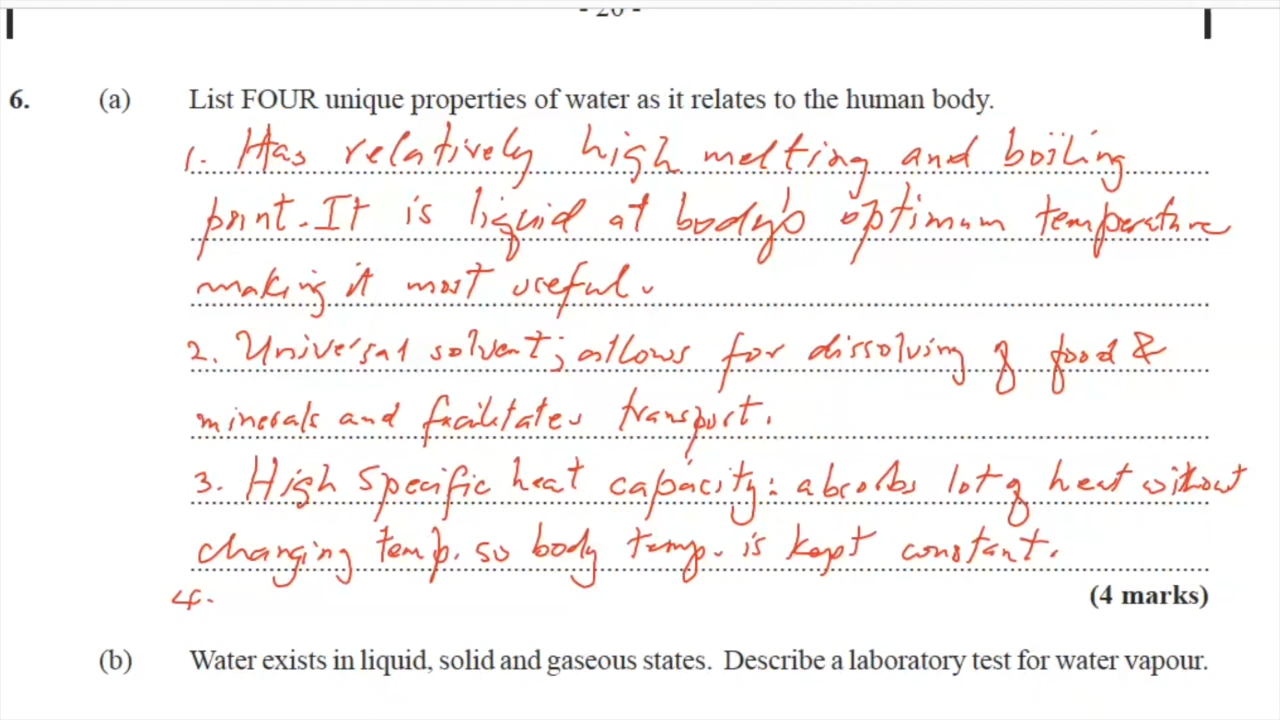 - 20 -
6. (a) List FOUR unique properties of water as it relates to the human body.
1. Has relatively high melting and boiling
point. It is liquid at body's optimum temperature
making it most useful.
2. Universal solvent; allows for dissolving of food &
minerals and facilitates transport.
3. High specific heat capacity: absorbs lot of heat without
changing temp. so body temp. is kept constant.
4.
(4 marks)
(b) Water exists in liquid, solid and gaseous states. Describe a laboratory test for water vapour.